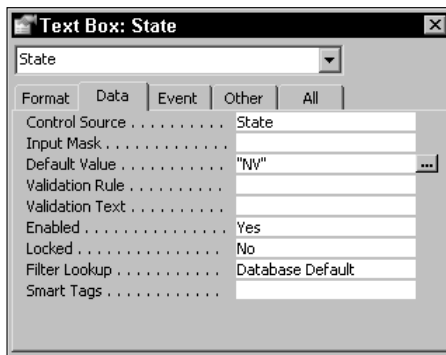 Text Box: State
State
Format Data Event Other All
Control Source . . . . . . . . . . State
Input Mask . . . . . . . . . . . . .
Default Value . . . . . . . . . . . "NV" ...
Validation Rule . . . . . . . . . .
Validation Text . . . . . . . . . .
Enabled . . . . . . . . . . . . . . . Yes
Locked . . . . . . . . . . . . . . . . No
Filter Lookup . . . . . . . . . . . Database Default
Smart Tags . . . . . . . . . . . .